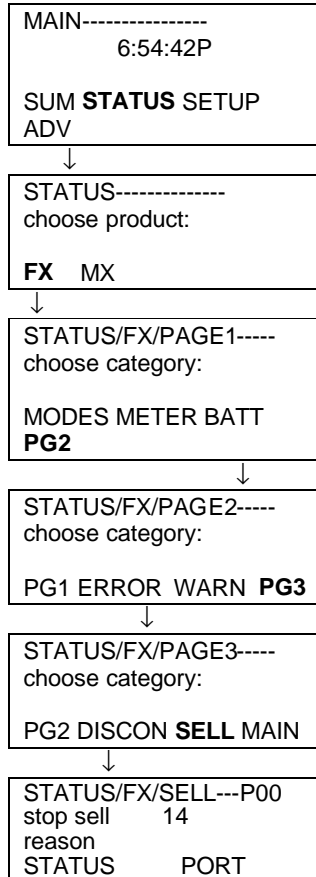 MAIN----------------
6:54:42P
SUM STATUS SETUP
ADV
↓
STATUS--------------
choose product:
FX MX
↓
STATUS/FX/PAGE1-----
choose category:
MODES METER BATT
PG2
↓
STATUS/FX/PAGE2-----
choose category:
PG1 ERROR WARN PG3
↓
STATUS/FX/PAGE3-----
choose category:
PG2 DISCON SELL MAIN
↓
STATUS/FX/SELL---P00
stop sell 14
reason
STATUS PORT